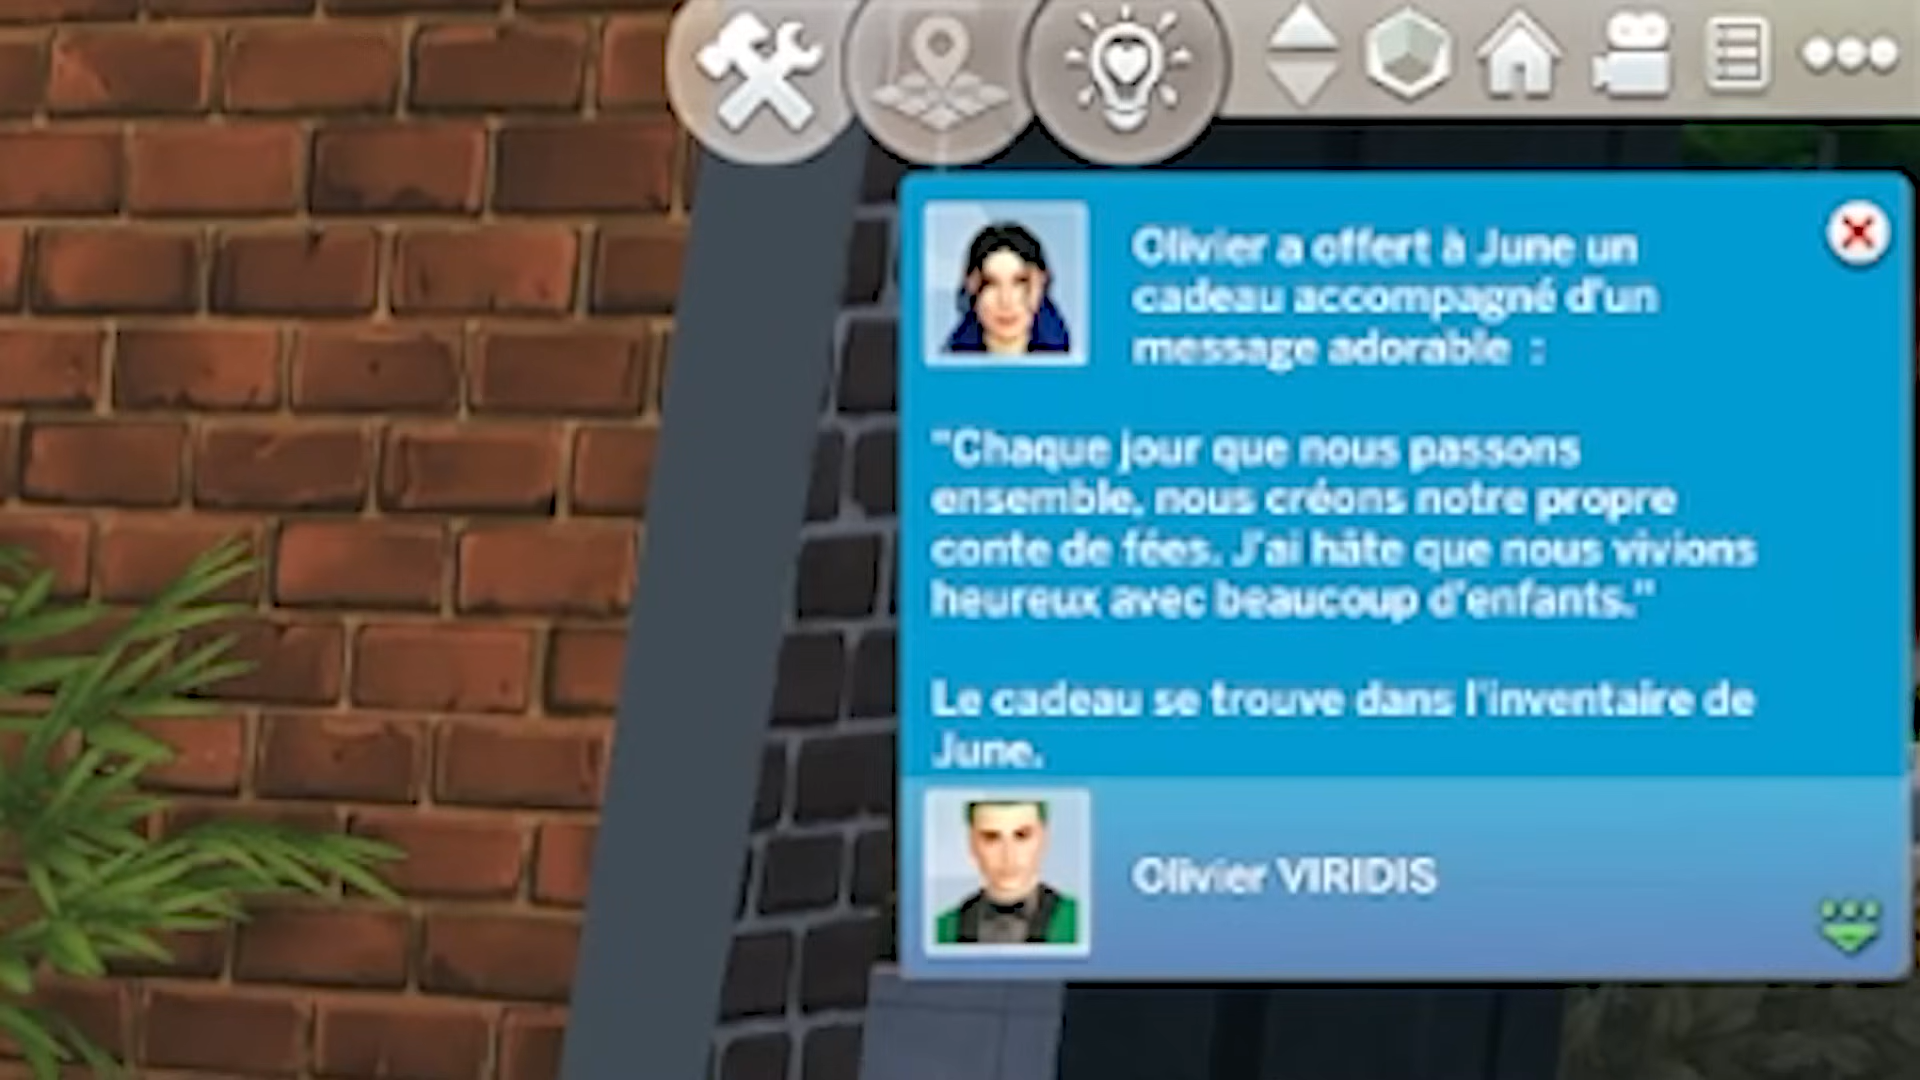 Olivier a offert à June un
cadeau accompagné d'un
message adorable :
"Chaque jour que nous passons
ensemble, nous créons notre propre
conte de fées. J'ai hâte que nous vivions
heureux avec beaucoup d'enfants."
Le cadeau se trouve dans l'inventaire de
June.
Olivier VIRIDIS